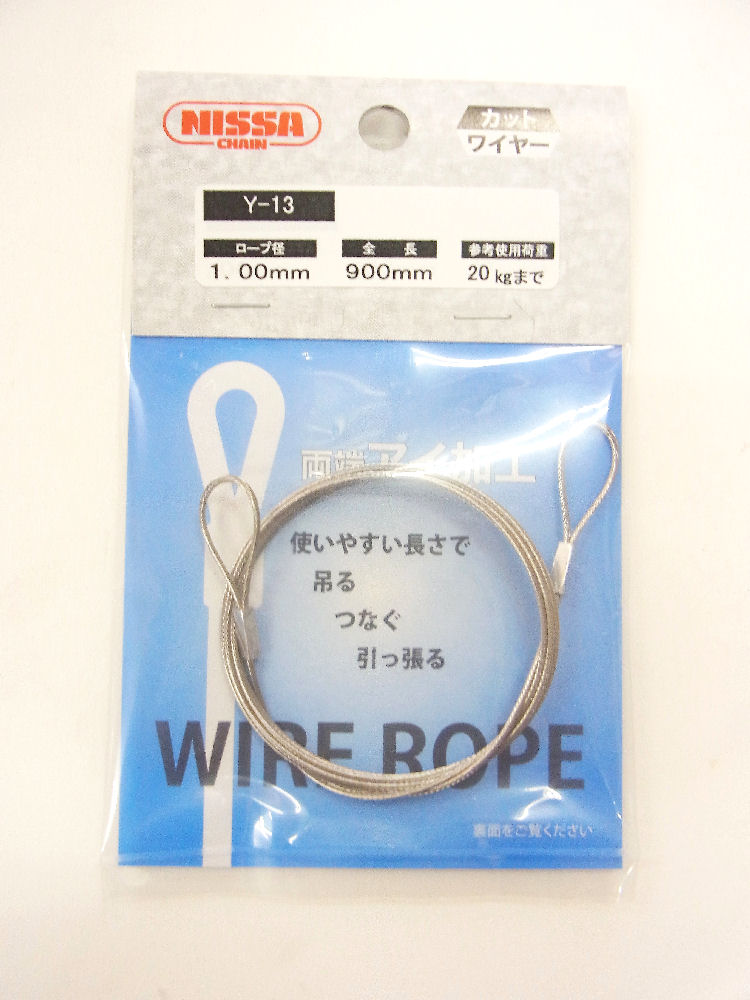 NISSA
CHAIN
カット
ワイヤー
Y-13
ロープ径 全 長 参考使用荷重
1.00mm 900mm 20kgまで
両端アイ加工
使いやすい長さで
吊る
つなぐ
引っ張る
WIRE ROPE
裏面をご覧ください